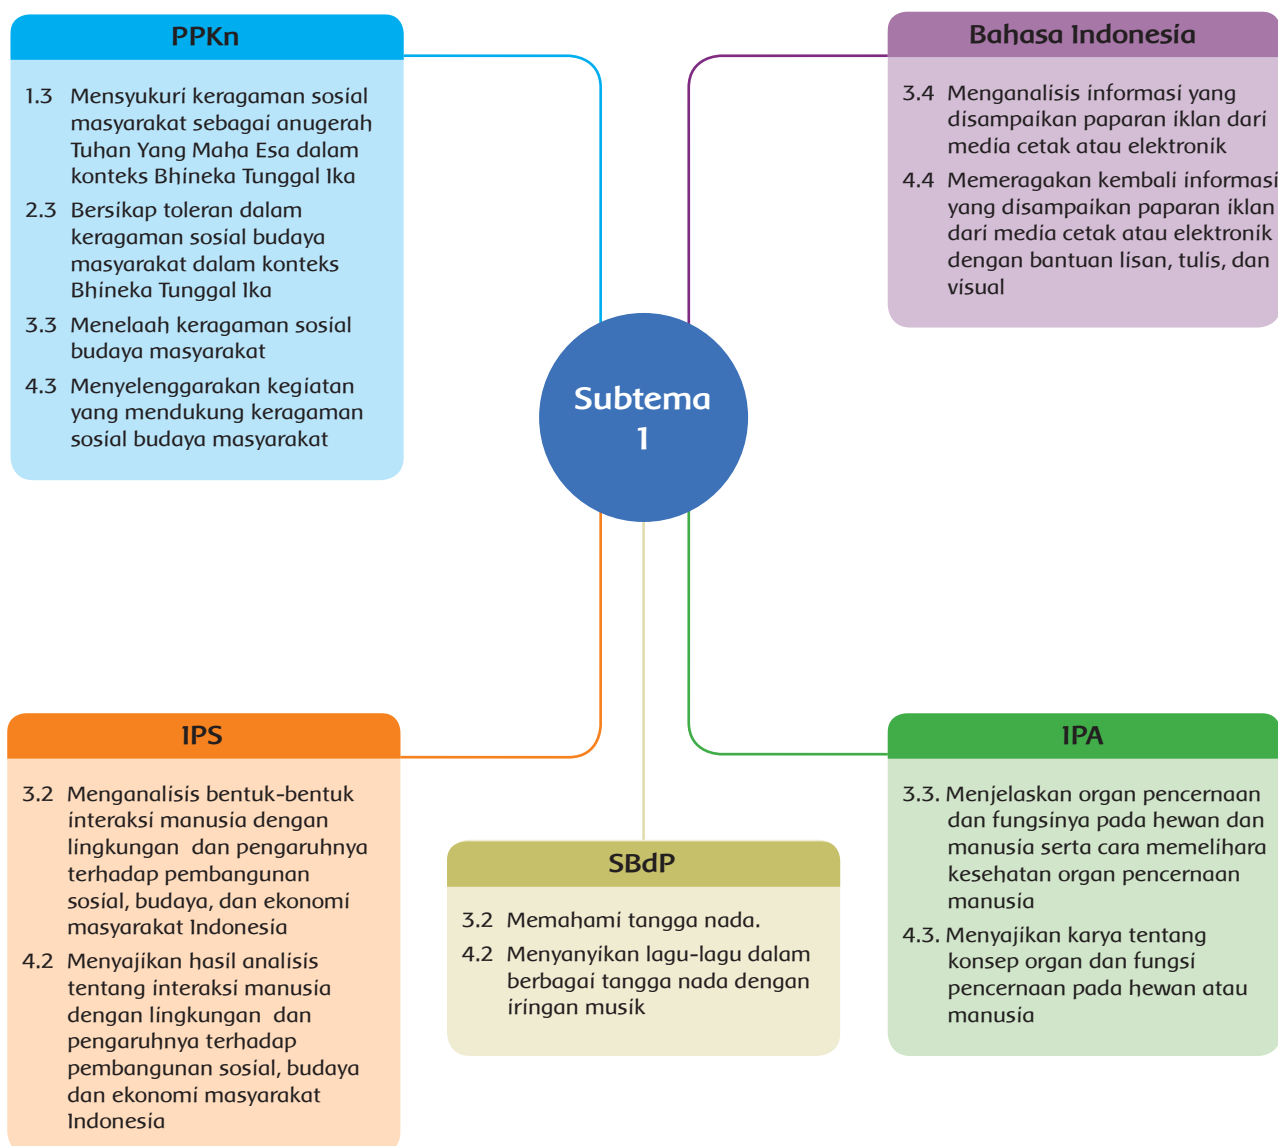 PPKn
1.3 Mensyukuri keragaman sosial
masyarakat sebagai anugerah
Tuhan Yang Maha Esa dalam
konteks Bhineka Tunggal Ika
2.3 Bersikap toleran dalam
keragaman sosial budaya
masyarakat dalam konteks
Bhineka Tunggal Ika
3.3 Menelaah keragaman sosial
budaya masyarakat
4.3 Menyelenggarakan kegiatan
yang mendukung keragaman
sosial budaya masyarakat
Bahasa Indonesia
3.4 Menganalisis informasi yang
disampaikan paparan iklan dari
media cetak atau elektronik
4.4 Memeragakan kembali informasi
yang disampaikan paparan iklan
dari media cetak atau elektronik
dengan bantuan lisan, tulis, dan
visual
Subtema
1
IPS
3.2 Menganalisis bentuk-bentuk
interaksi manusia dengan
lingkungan dan pengaruhnya
terhadap pembangunan
sosial, budaya, dan ekonomi
masyarakat Indonesia
4.2 Menyajikan hasil analisis
tentang interaksi manusia
dengan lingkungan dan
pengaruhnya terhadap
pembangunan sosial, budaya
dan ekonomi masyarakat
Indonesia
SBdP
3.2 Memahami tangga nada.
4.2 Menyanyikan lagu-lagu dalam
berbagai tangga nada dengan
iringan musik
IPA
3.3. Menjelaskan organ pencernaan
dan fungsinya pada hewan dan
manusia serta cara memelihara
kesehatan organ pencernaan
manusia
4.3. Menyajikan karya tentang
konsep organ dan fungsi
pencernaan pada hewan atau
manusia